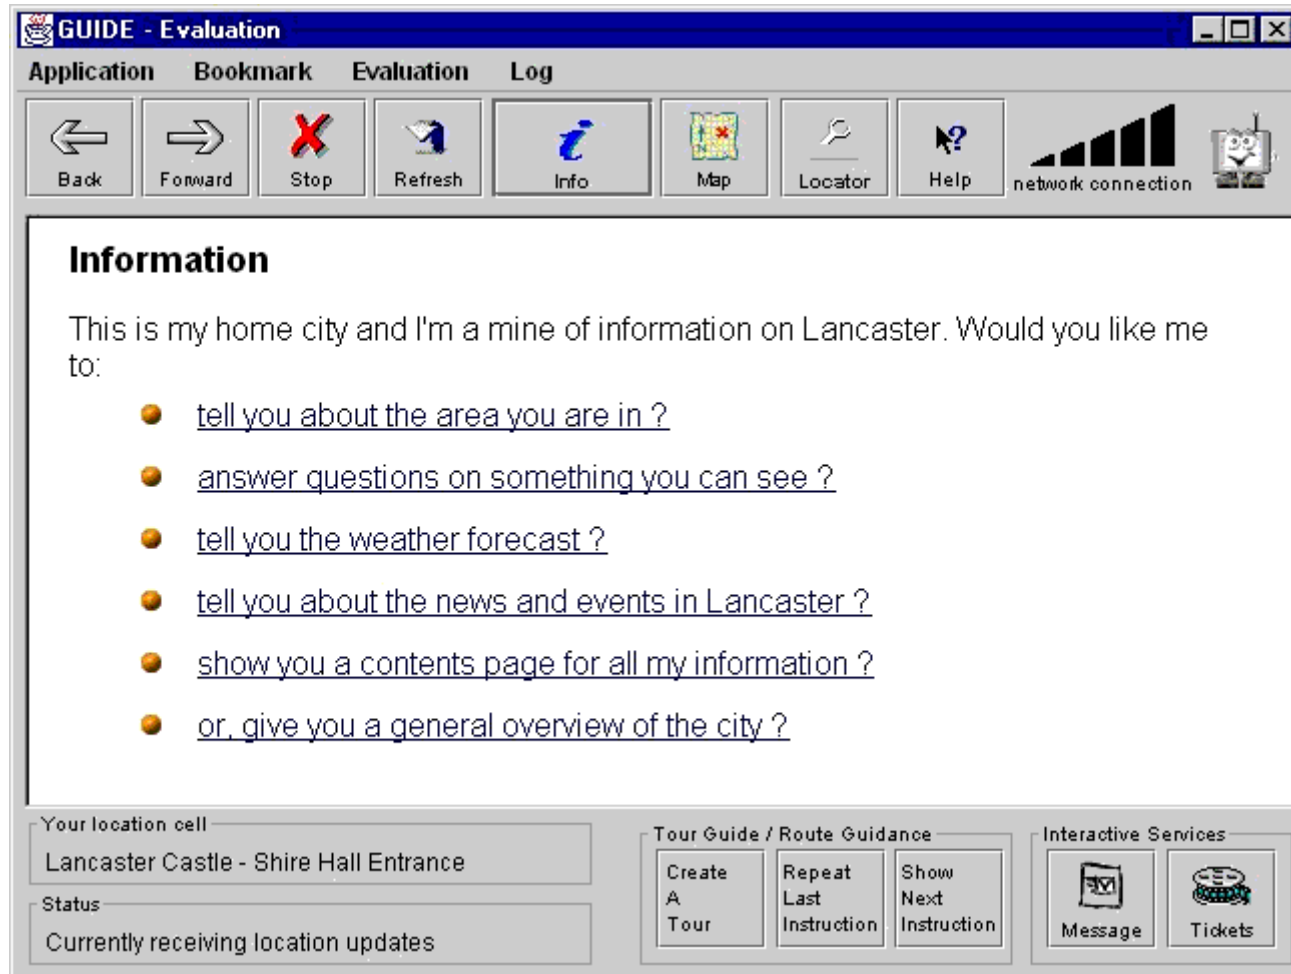 GUIDE - Evaluation
Application Bookmark Evaluation Log
Back Forward Stop Refresh Info Map Locator Help network connection
Information
This is my home city and I'm a mine of information on Lancaster. Would you like me
to:
tell you about the area you are in ?
answer questions on something you can see ?
tell you the weather forecast ?
tell you about the news and events in Lancaster ?
show you a contents page for all my information ?
or, give you a general overview of the city ?
Your location cell
Lancaster Castle - Shire Hall Entrance
Status
Currently receiving location updates
Tour Guide / Route Guidance
Create
A
Tour
Repeat
Last
Instruction
Show
Next
Instruction
Interactive Services
Message Tickets